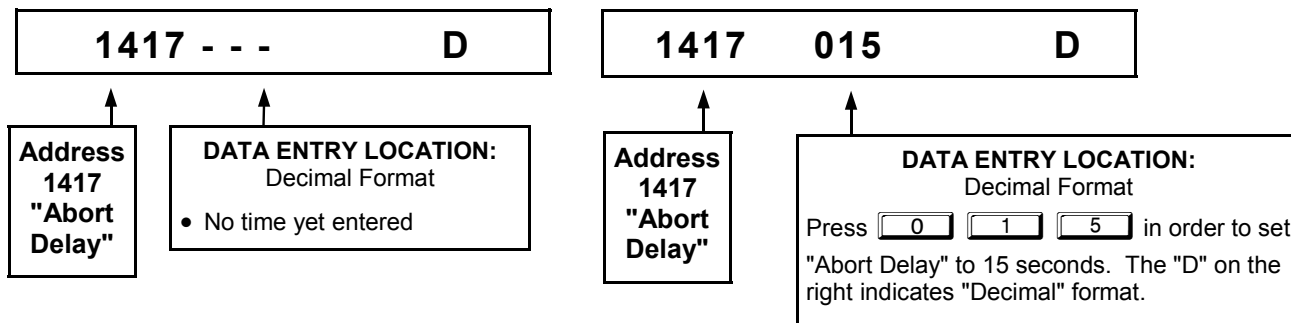 1417 - - - D
Address
1417
"Abort
Delay"
DATA ENTRY LOCATION:
Decimal Format
• No time yet entered
1417 015 D
Address
1417
"Abort
Delay"
DATA ENTRY LOCATION:
Decimal Format
Press 0 1 5 in order to set
"Abort Delay" to 15 seconds. The "D" on the
right indicates "Decimal" format.